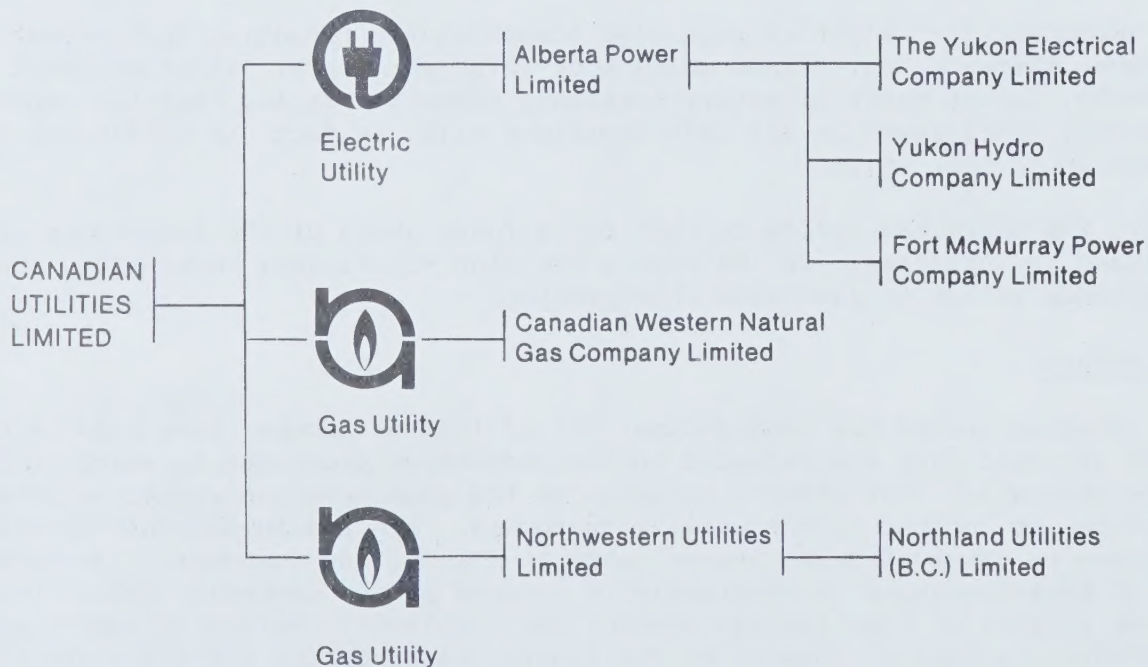 CANADIAN
UTILITIES
LIMITED
Electric
Utility
Alberta Power
Limited
The Yukon Electrical
Company Limited
Yukon Hydro
Company Limited
Fort McMurray Power
Company Limited
Gas Utility
Canadian Western Natural
Gas Company Limited
Gas Utility
Northwestern Utilities
Limited
Northland Utilities
(B.C.) Limited